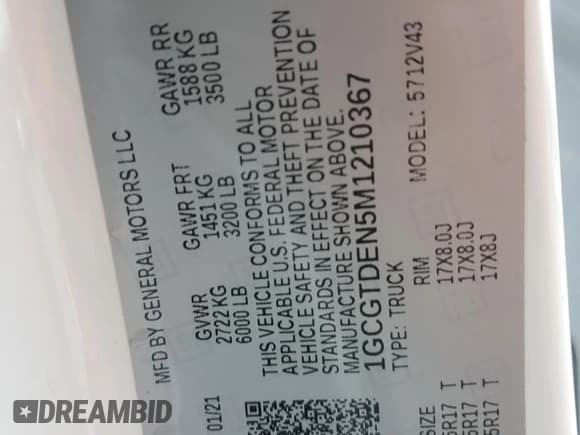 MFD BY GENERAL MOTORS LLC
01/21
GVWR GAWR FRT GAWR RR
2722 KG 1451 KG 1588 KG
6000 LB 3200 LB 3500 LB
THIS VEHICLE CONFORMS TO ALL
APPLICABLE U.S. FEDERAL MOTOR
VEHICLE SAFETY AND THEFT PREVENTION
STANDARDS IN EFFECT ON THE DATE OF
MANUFACTURE SHOWN ABOVE.
1GCGTDEN5M1210367
TYPE: TRUCK MODEL: 5712V43
SIZE RIM
5R17 T 17X8.0J
5R17 T 17X8.0J
5R17 T 17X8J
DREAMBID